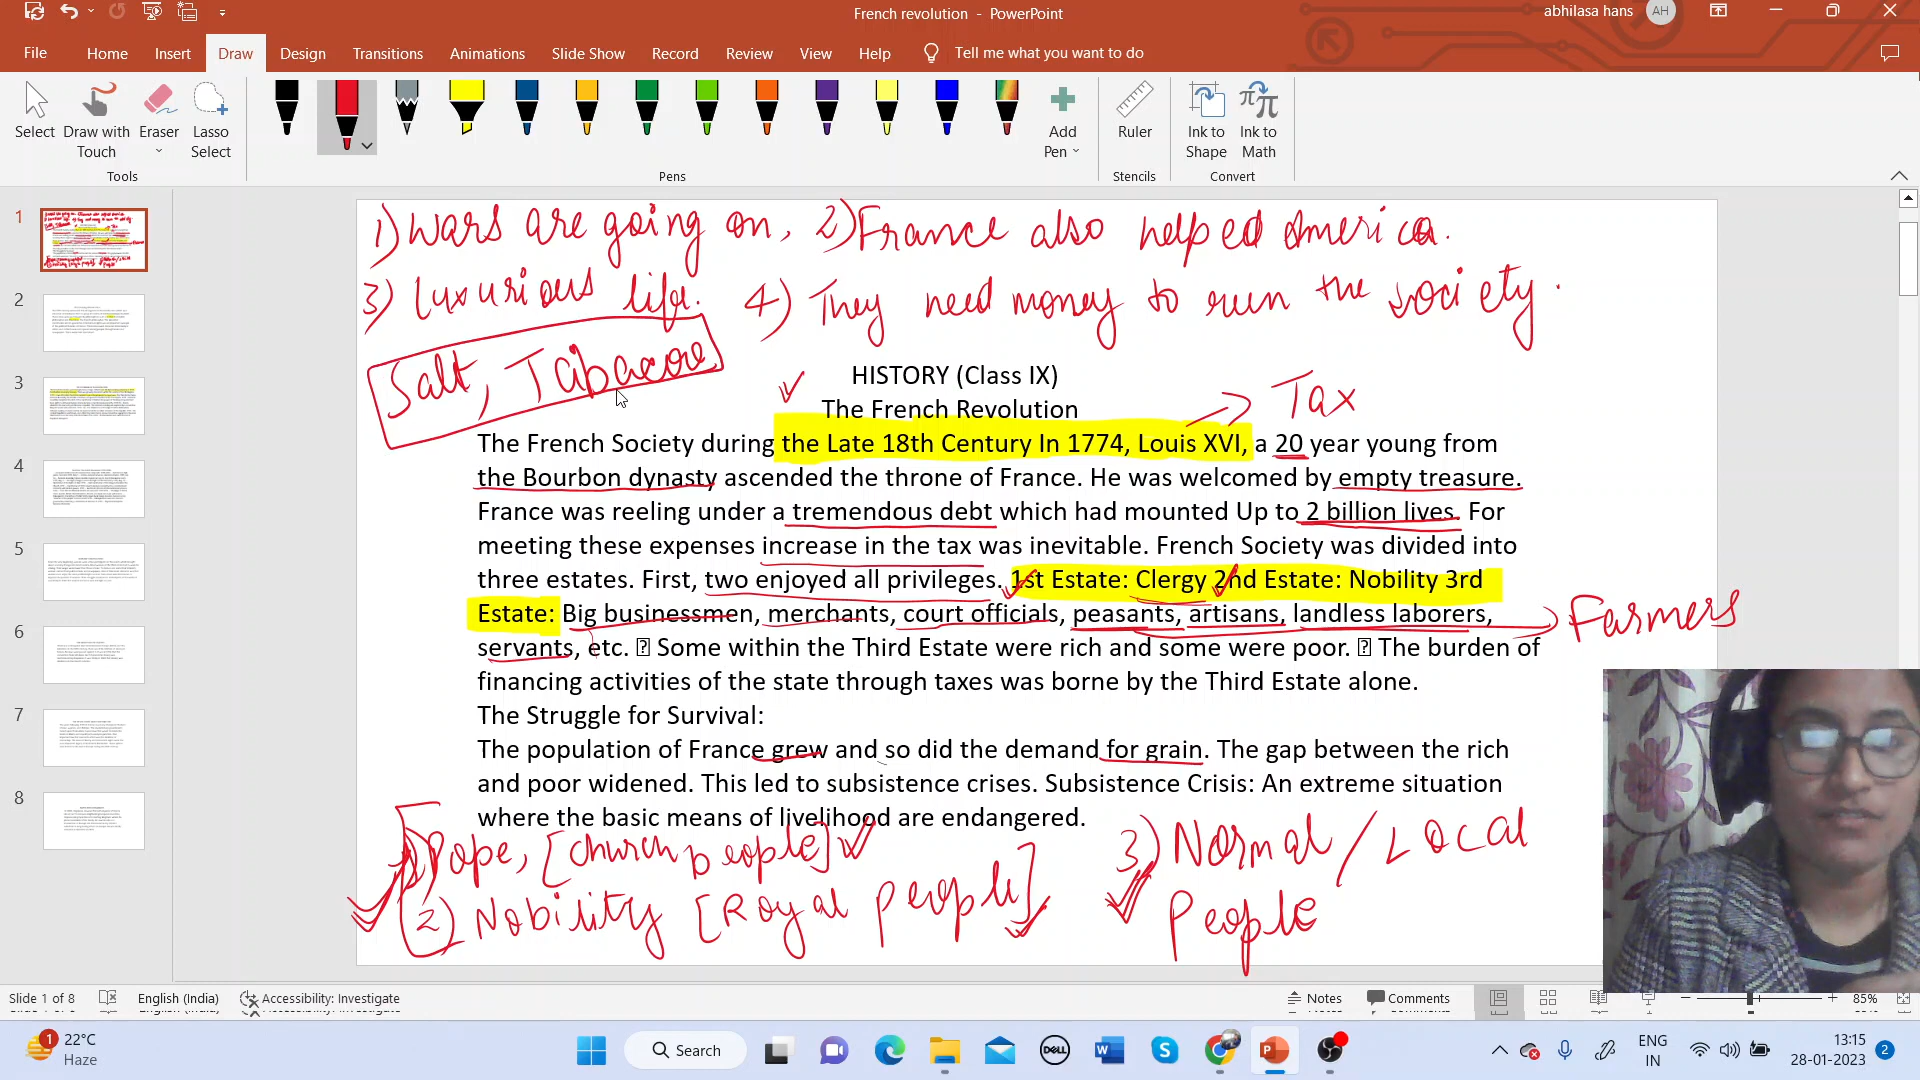 French revolution - PowerPoint
abhilasa hans AH
File Home Insert Draw Design Transitions Animations Slide Show Record Review View Help Tell me what you want to do
Select Draw with Touch Eraser Lasso Select
Add Pen
Ruler Ink to Shape Ink to Math
Tools Pens Stencils Convert
1
2
3
4
5
6
7
8
1) Wars are going on, 2) France also helped America.
3) Luxurious life. 4) They need money to run the society.
Salt, Tabacore
HISTORY (Class IX)
Tax
The French Revolution
The French Society during the Late 18th Century In 1774, Louis XVI, a 20 year young from
the Bourbon dynasty ascended the throne of France. He was welcomed by empty treasure.
France was reeling under a tremendous debt which had mounted Up to 2 billion lives. For
meeting these expenses increase in the tax was inevitable. French Society was divided into
three estates. First, two enjoyed all privileges. 1st Estate: Clergy 2nd Estate: Nobility 3rd
Estate: Big businessmen, merchants, court officials, peasants, artisans, landless laborers,
Farmers
servants, etc. Some within the Third Estate were rich and some were poor. The burden of
financing activities of the state through taxes was borne by the Third Estate alone.
The Struggle for Survival:
The population of France grew and so did the demand for grain. The gap between the rich
and poor widened. This led to subsistence crises. Subsistence Crisis: An extreme situation
where the basic means of livelihood are endangered.
1) Pope, [Church people]
2) Nobility [Royal people]
3) Normal / Local
People
Slide 1 of 8 English (India) Accessibility: Investigate Notes Comments 85%
22°C
Haze
Search
DELL
ENG
IN
13:15
28-01-2023
2